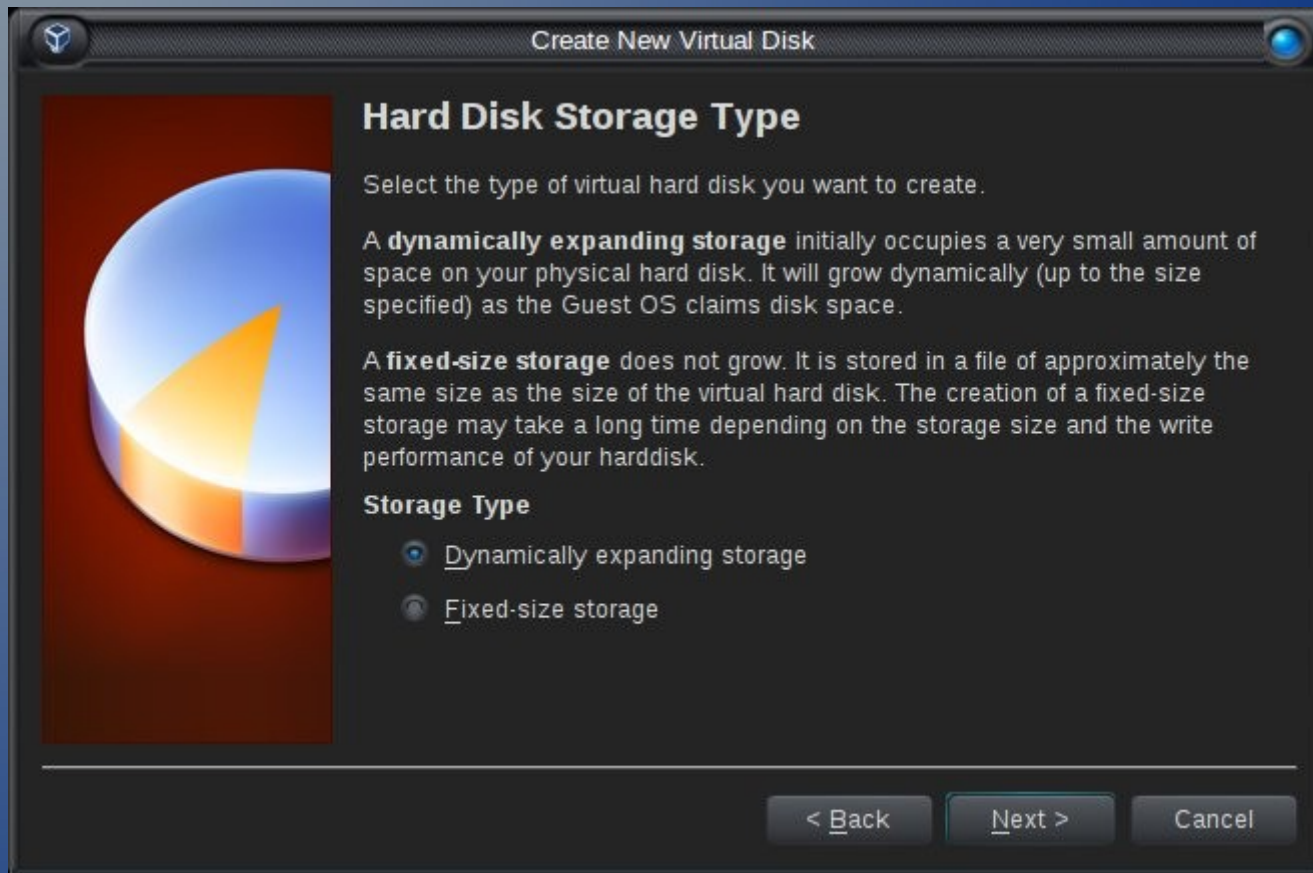 Create New Virtual Disk
Hard Disk Storage Type
Select the type of virtual hard disk you want to create.
A dynamically expanding storage initially occupies a very small amount of
space on your physical hard disk. It will grow dynamically (up to the size
specified) as the Guest OS claims disk space.
A fixed-size storage does not grow. It is stored in a file of approximately the
same size as the size of the virtual hard disk. The creation of a fixed-size
storage may take a long time depending on the storage size and the write
performance of your harddisk.
Storage Type
Dynamically expanding storage
Fixed-size storage
< Back
Next >
Cancel